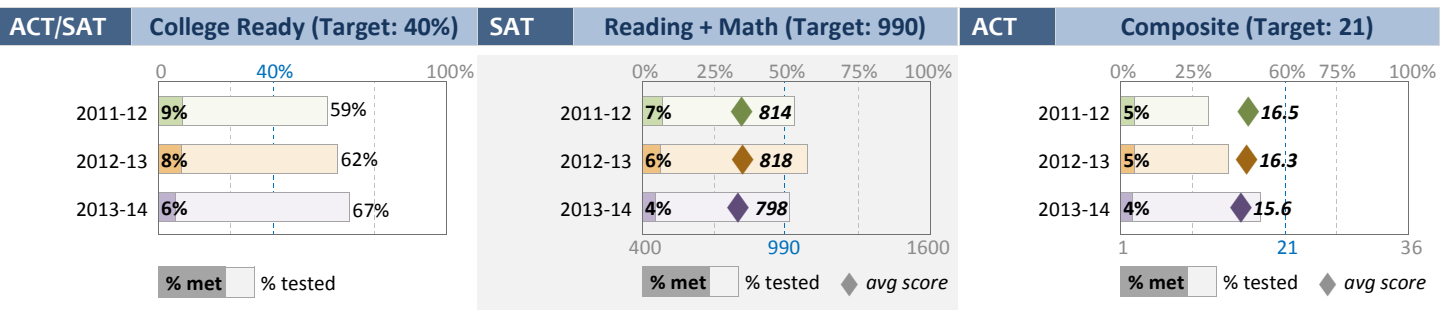 ACT/SAT College Ready (Target: 40%)
0 40% 100%
2011-12 9% 59%
2012-13 8% 62%
2013-14 6% 67%
% met % tested
SAT Reading + Math (Target: 990)
0% 25% 50% 75% 100%
2011-12 7% 814
2012-13 6% 818
2013-14 4% 798
400 990 1600
% met % tested avg score
ACT Composite (Target: 21)
0% 25% 60% 75% 100%
2011-12 5% 16.5
2012-13 5% 16.3
2013-14 4% 15.6
1 21 36
% met % tested avg score